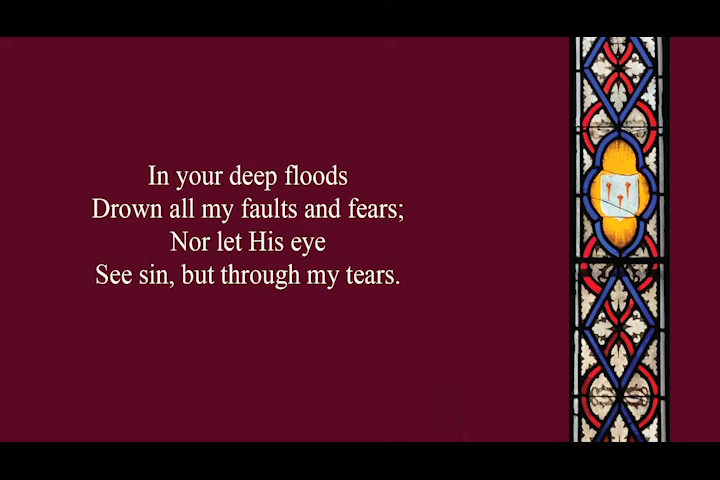 In your deep floods
Drown all my faults and fears;
Nor let His eye
See sin, but through my tears.